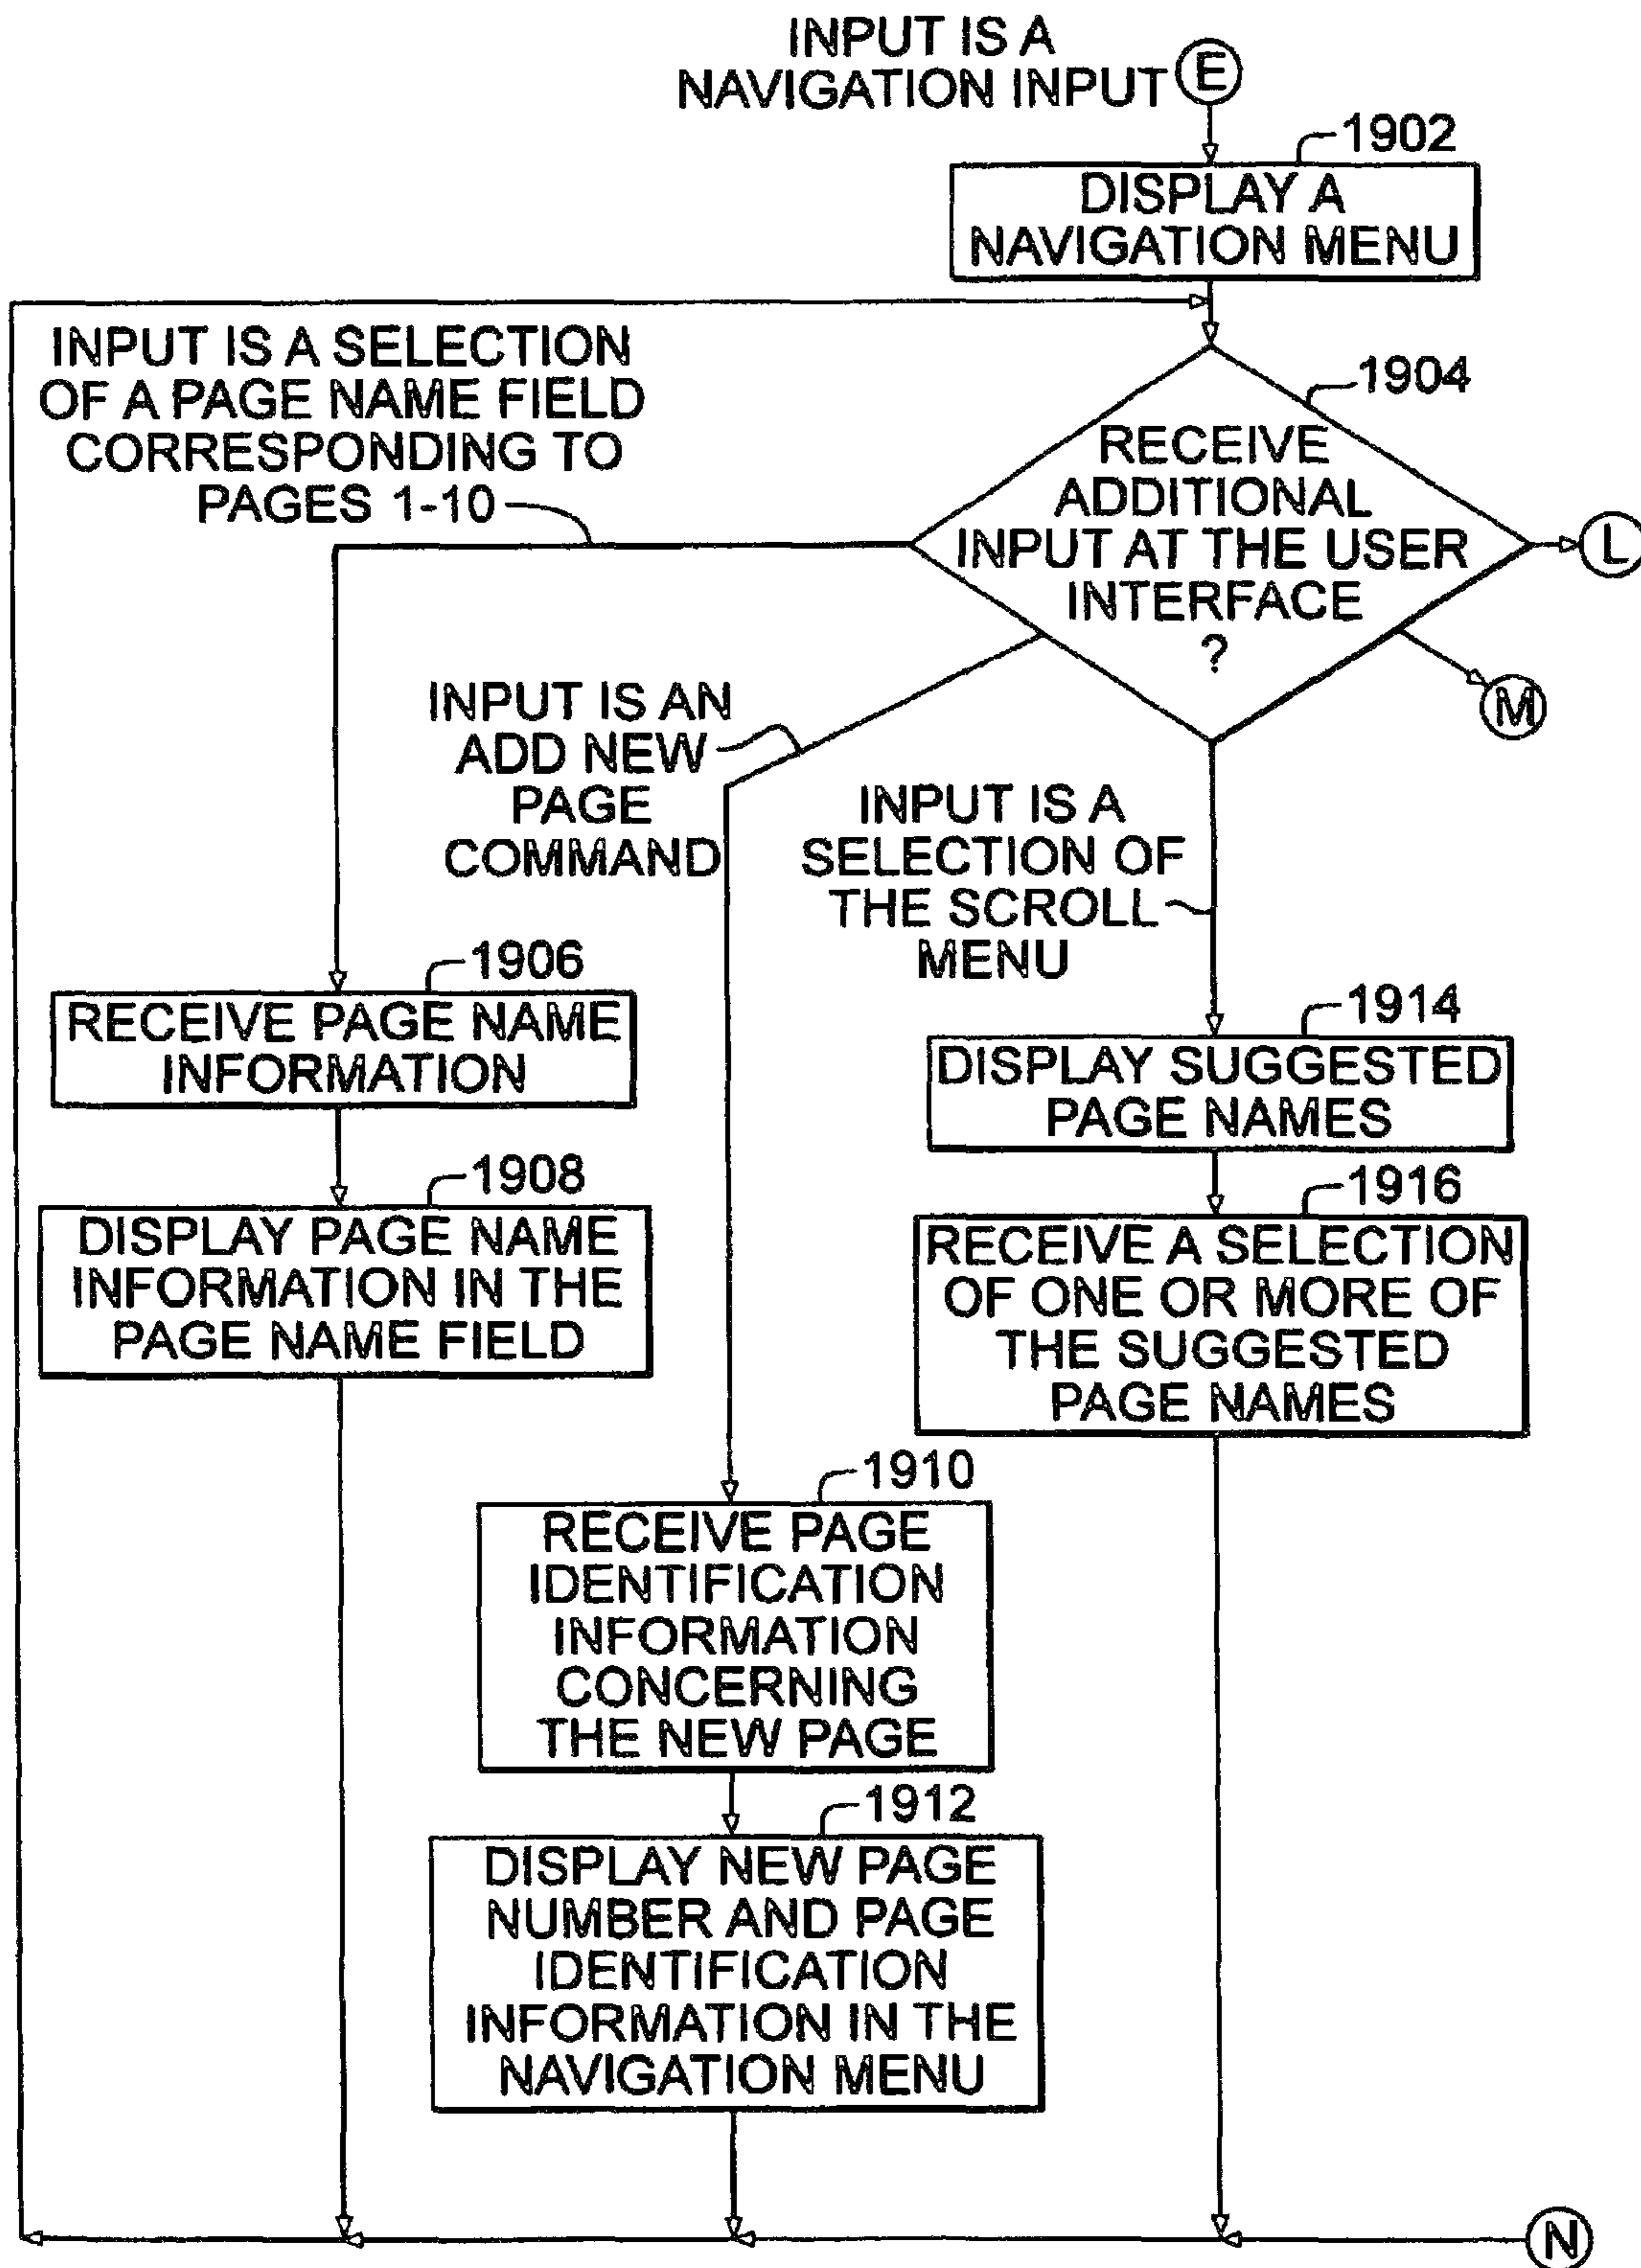 INPUT IS A
NAVIGATION INPUT
E
1902
DISPLAY A
NAVIGATION MENU
INPUT IS A SELECTION
OF A PAGE NAME FIELD
CORRESPONDING TO
PAGES 1-10
1904
RECEIVE
ADDITIONAL
INPUT AT THE USER
INTERFACE
?
L
M
INPUT IS AN
ADD NEW
PAGE
COMMAND
INPUT IS A
SELECTION OF
THE SCROLL
MENU
1906
RECEIVE PAGE NAME
INFORMATION
1908
DISPLAY PAGE NAME
INFORMATION IN THE
PAGE NAME FIELD
1914
DISPLAY SUGGESTED
PAGE NAMES
1916
RECEIVE A SELECTION
OF ONE OR MORE OF
THE SUGGESTED
PAGE NAMES
1910
RECEIVE PAGE
IDENTIFICATION
INFORMATION
CONCERNING
THE NEW PAGE
1912
DISPLAY NEW PAGE
NUMBER AND PAGE
IDENTIFICATION
INFORMATION IN THE
NAVIGATION MENU
N